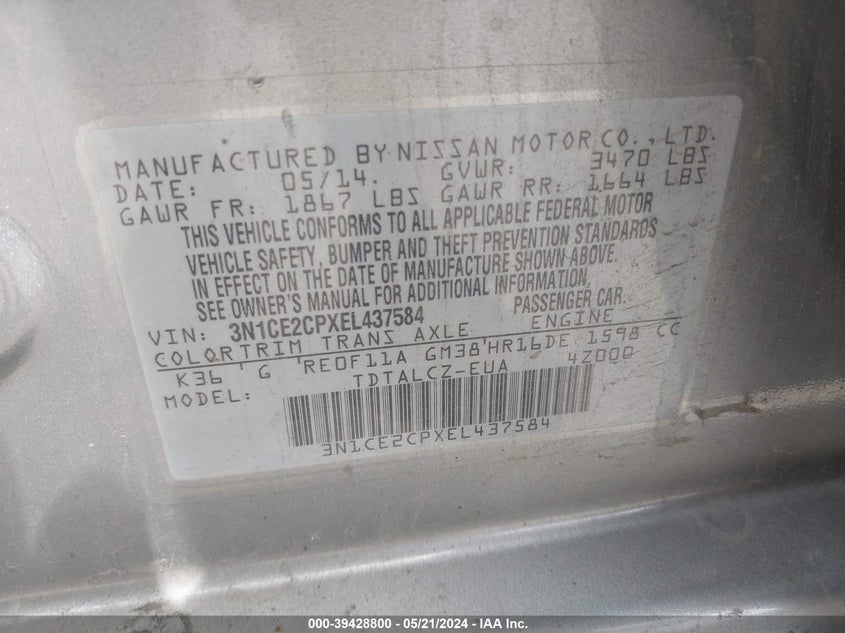 MANUFACTURED BY NISSAN MOTOR CO., LTD.
DATE: 05/14. GVWR: 3470 LBS
GAWR FR: 1867 LBS GAWR RR: 1664 LBS
THIS VEHICLE CONFORMS TO ALL APPLICABLE FEDERAL MOTOR
VEHICLE SAFETY, BUMPER AND THEFT PREVENTION STANDARDS
IN EFFECT ON THE DATE OF MANUFACTURE SHOWN ABOVE.
SEE OWNER'S MANUAL FOR ADDITIONAL INFORMATION.
VIN: 3N1CE2CPXEL437584 PASSENGER CAR.
COLOR TRIM TRANS AXLE ENGINE
K36 G RE0F11A GM38 HR16DE 1598 CC
MODEL: TDTALCZ-EUA 4Z000
3N1CE2CPXEL437584
000-39428800 - 05/21/2024 - IAA Inc.